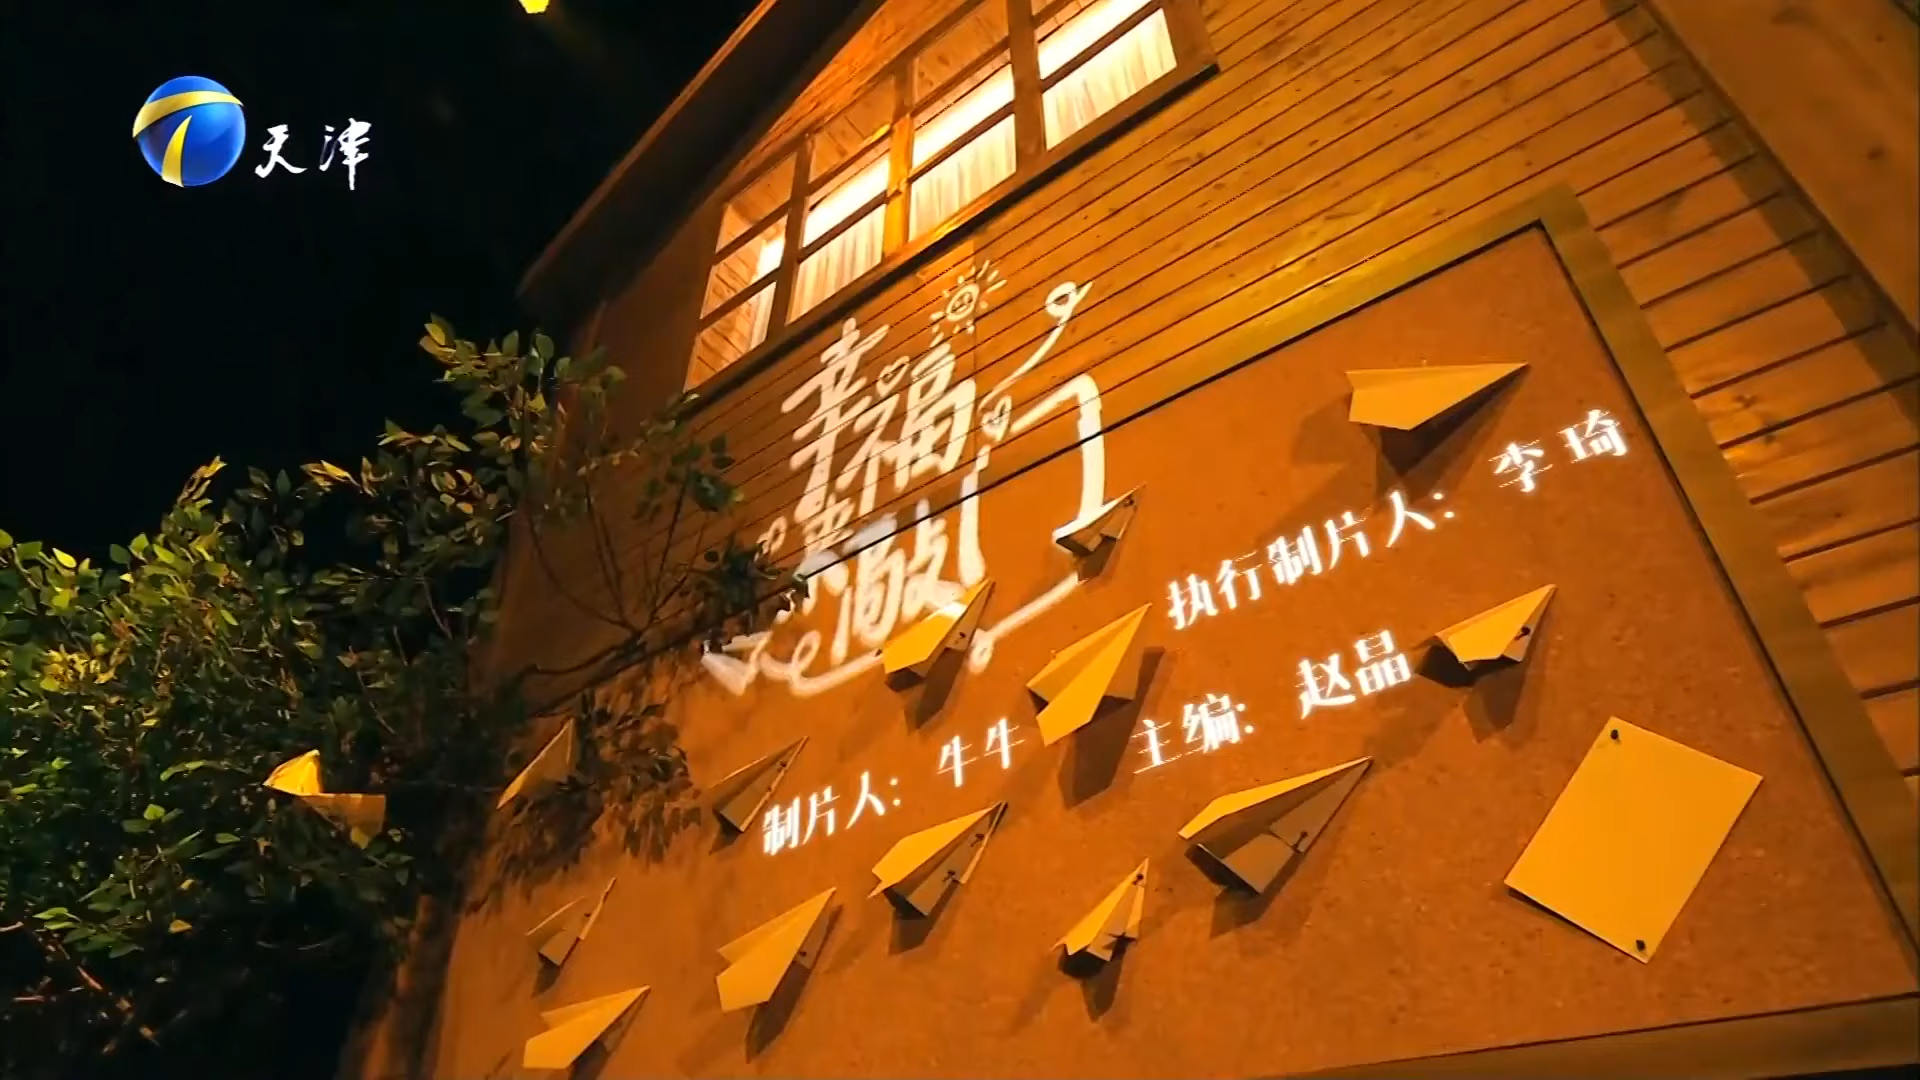 天津
幸福
来敲门
执行制片人：李琦
制片人：牛牛
主编：赵晶